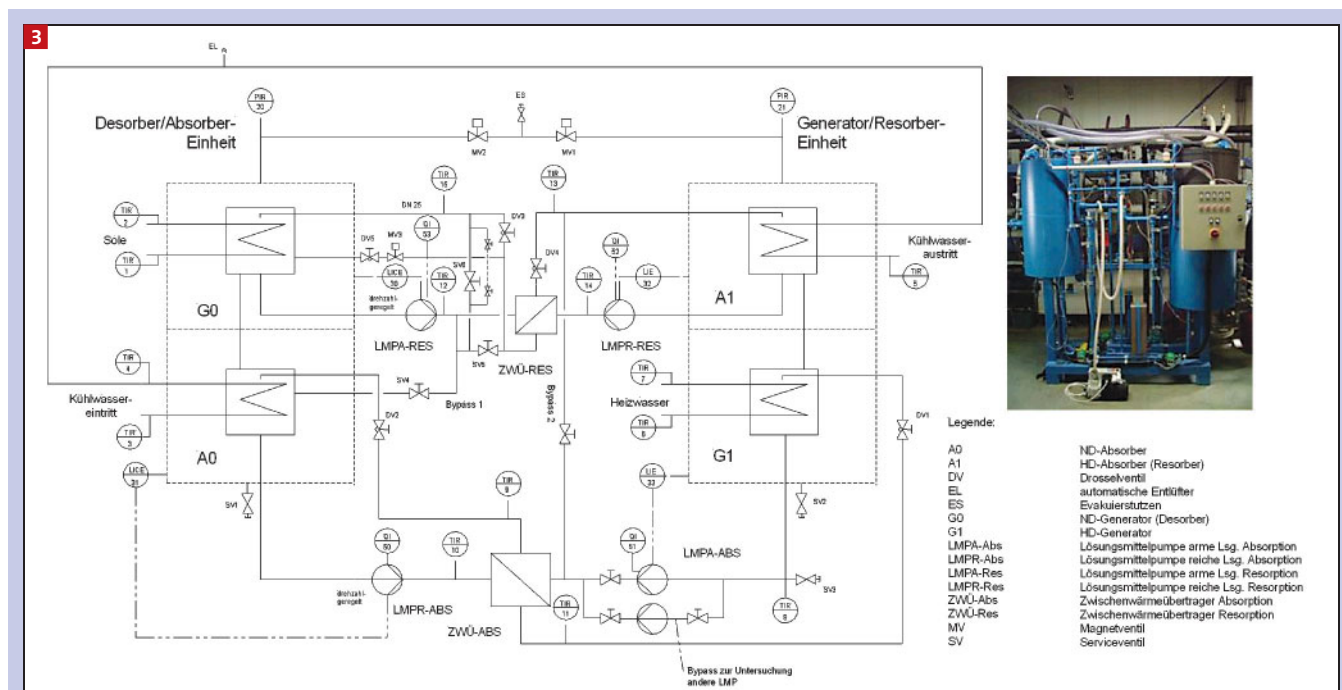 3
EL
PIR
20
ES
PIR
21
Desorber/Absorber-
Einheit
Generator/Resorber-
Einheit
MV2
MV1
TIR
16
TIR
13
DN 25
TIR
2
Sole
TIR
1
QI
53
DV3
DV5
MV3
DV4
QI
52
Kühlwasser-
austritt
TIR
5
LICE
30
SV6
TIR
12
drehzahl-
geregelt
TIR
14
LIE
32
G0
A1
LMPA-RES
SV5
ZWÜ-RES
LMPR-RES
TIR
4
Kühlwasser-
eintritt
TIR
3
SV4
Bypass 1
DV2
Bypass 2
TIR
7
Heizwasser
TIR
6
DV1
A0
G1
LICE
31
SV1
TIR
9
LIE
33
SV2
QI
50
TIR
10
drehzahl-
geregelt
LMPR-ABS
ZWÜ-ABS
TIR
11
QI
51
LMPA-ABS
SV3
TIR
8
Bypass zur Untersuchung
andere LMP
Legende:
A0 ND-Absorber
A1 HD-Absorber (Resorber)
DV Drosselventil
EL automatische Entlüfter
ES Evakuierstutzen
G0 ND-Generator (Desorber)
G1 HD-Generator
LMPA-Abs Lösungsmittelpumpe arme Lsg. Absorption
LMPR-Abs Lösungsmittelpumpe reiche Lsg. Absorption
LMPA-Res Lösungsmittelpumpe arme Lsg. Resorption
LMPR-Res Lösungsmittelpumpe reiche Lsg. Resorption
ZWÜ-Abs Zwischenwärmeübertrager Absorption
ZWÜ-Res Zwischenwärmeübertrager Resorption
MV Magnetventil
SV Serviceventil